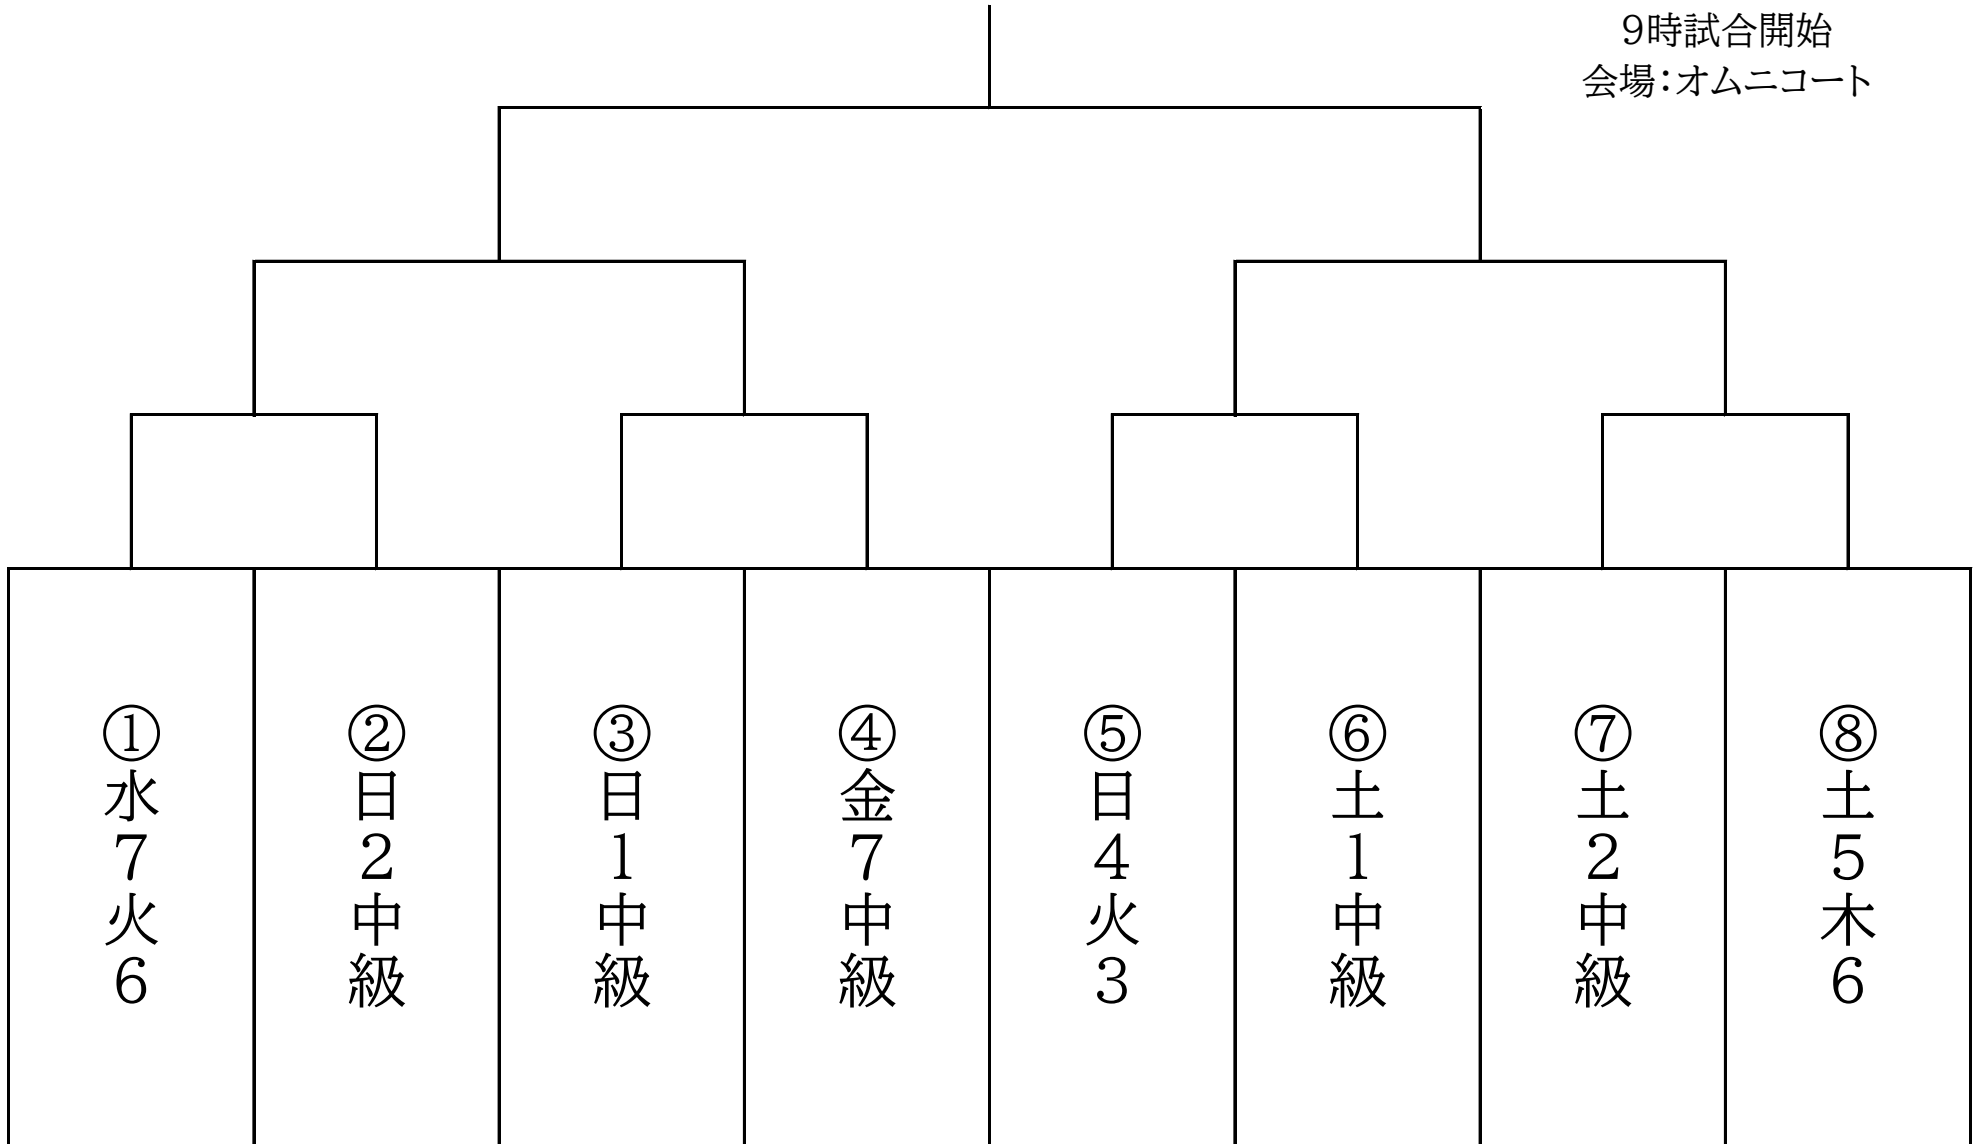 9時試合開始
会場：オムニコート
①水7火6
②日2中級
③日1中級
④金7中級
⑤日4火3
⑥土1中級
⑦土2中級
⑧土5木6